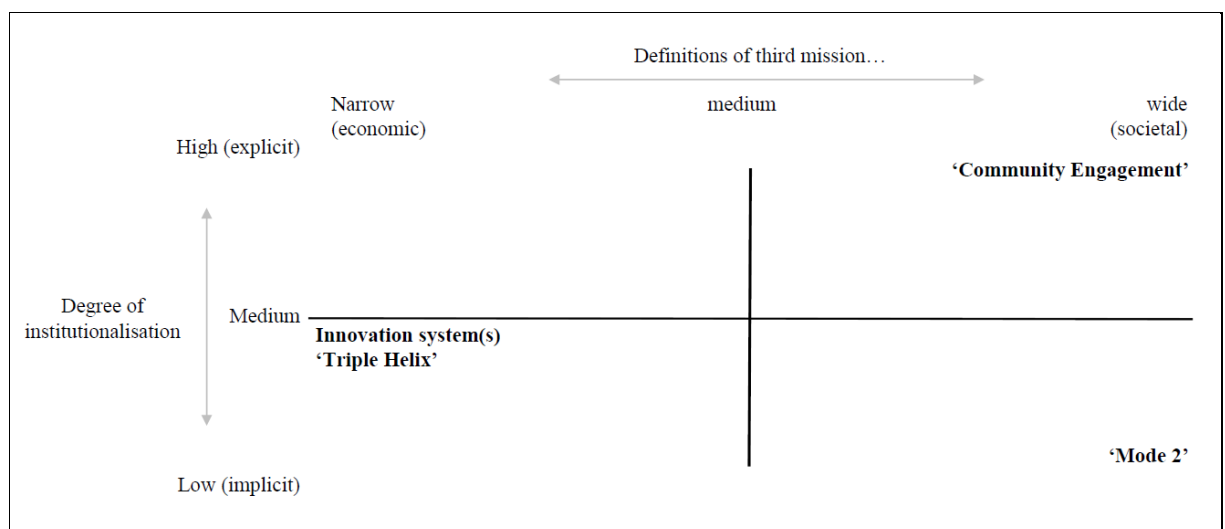 Definitions of third mission…
Narrow
(economic)
medium
wide
(societal)
High (explicit)
‘Community Engagement’
Degree of
institutionalisation
Medium
Innovation system(s)
‘Triple Helix’
‘Mode 2’
Low (implicit)